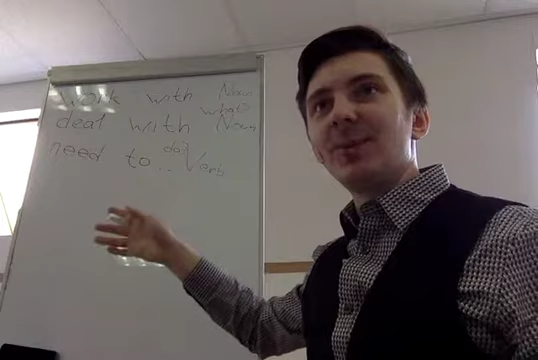 work with Noun
what?
deal with Noun
do?
need to .. Verb